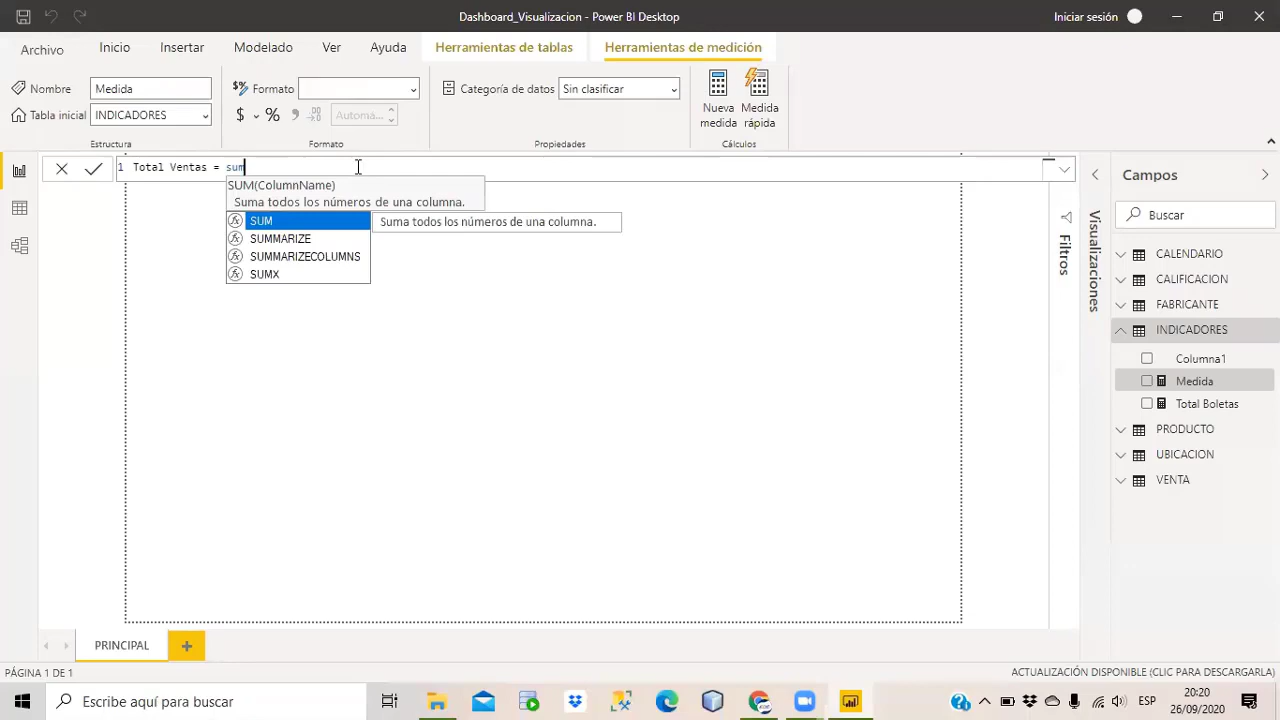 Dashboard_Visualizacion - Power BI Desktop
Iniciar sesión
Archivo Inicio Insertar Modelado Ver Ayuda Herramientas de tablas Herramientas de medición
Nombre Medida
Tabla inicial INDICADORES
Estructura
Formato
$ % Automá...
Formato
Categoría de datos Sin clasificar
Propiedades
Nueva medida
Medida rápida
Cálculos
1 Total Ventas = sum
SUM(ColumnName)
Suma todos los números de una columna.
SUM
Suma todos los números de una columna.
SUMMARIZE
SUMMARIZECOLUMNS
SUMX
Filtros
Visualizaciones
Campos
Buscar
CALENDARIO
CALIFICACION
FABRICANTE
INDICADORES
Columna1
Medida
Total Boletas
PRODUCTO
UBICACION
VENTA
PRINCIPAL
PÁGINA 1 DE 1
ACTUALIZACIÓN DISPONIBLE (CLIC PARA DESCARGARLA)
Escribe aquí para buscar
ESP
20:20
26/09/2020